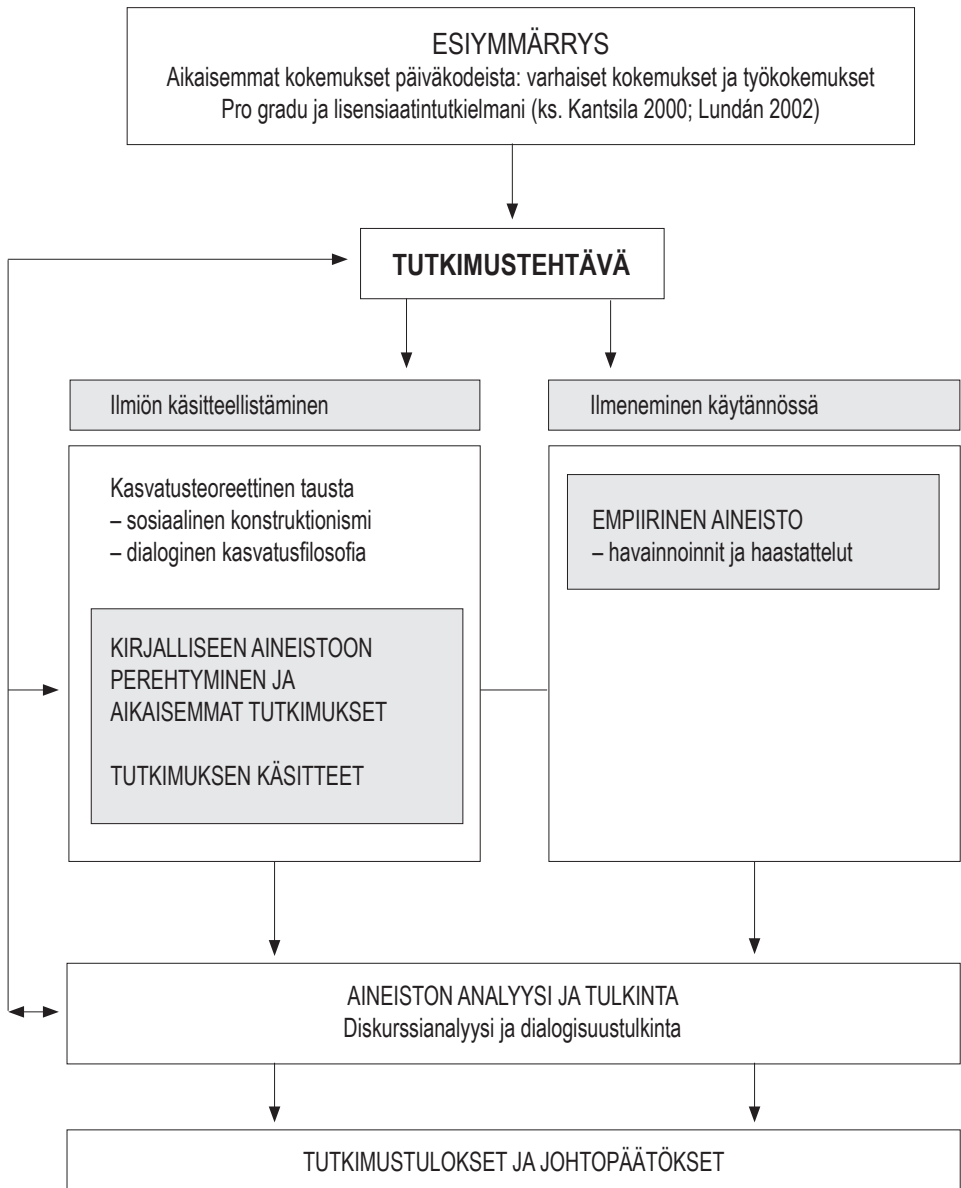 ESIYMMÄRRYS
Aikaisemmat kokemukset päiväkodeista: varhaiset kokemukset ja työkokemukset
Pro gradu ja lisensiaatintutkielmani (ks. Kantsila 2000; Lundán 2002)
TUTKIMUSTEHTÄVÄ
Ilmiön käsitteellistäminen
Kasvatusteoreettinen tausta
– sosiaalinen konstruktionismi
– dialoginen kasvatusfilosofia
KIRJALLISEEN AINEISTOON
PEREHTYMINEN JA
AIKAISEMMAT TUTKIMUKSET
TUTKIMUKSEN KÄSITTEET
Ilmeneminen käytännössä
EMPIIRINEN AINEISTO
– havainnoinnit ja haastattelut
AINEISTON ANALYYSI JA TULKINTA
Diskurssianalyysi ja dialogisuustulkinta
TUTKIMUSTULOKSET JA JOHTOPÄÄTÖKSET